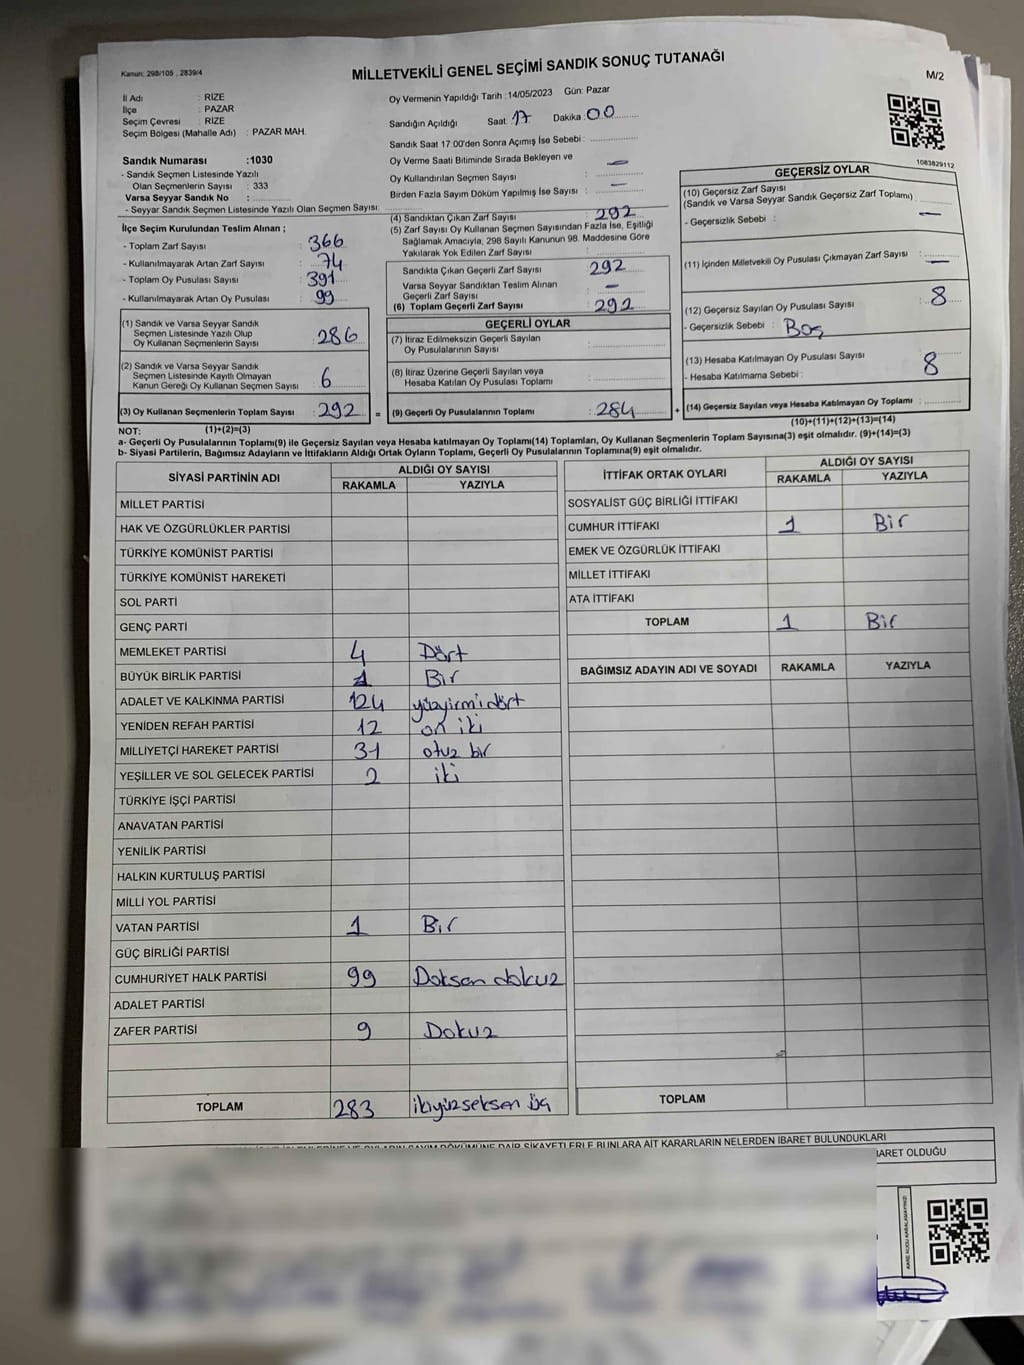 Kanun: 298/105 , 2839/4
MİLLETVEKİLİ GENEL SEÇİMİ SANDIK SONUÇ TUTANAĞI
M/2
İl Adı : RİZE
İlçe : PAZAR
Seçim Çevresi : RİZE
Seçim Bölgesi (Mahalle Adı) : PAZAR MAH.
Sandık Numarası :1030
- Sandık Seçmen Listesinde Yazılı
Olan Seçmenlerin Sayısı : 333
Varsa Seyyar Sandık No :
- Seyyar Sandık Seçmen Listesinde Yazılı Olan Seçmen Sayısı:
Oy Vermenin Yapıldığı Tarih :14/05/2023 Gün: Pazar
Sandığın Açıldığı Saat: 17 Dakika: 00
Sandık Saat 17:00'den Sonra Açımış İse Sebebi :
Oy Verme Saati Bitiminde Sırada Bekleyen ve
Oy Kullandırılan Seçmen Sayısı : –
Birden Fazla Sayım Döküm Yapılmış İse Sayısı : –
1083829112
İlçe Seçim Kurulundan Teslim Alınan ;
- Toplam Zarf Sayısı : 366
- Kullanılmayarak Artan Zarf Sayısı : 74
- Toplam Oy Pusulası : 391
- Kullanılmayarak Artan Oy Pusulası : 99
(1) Sandık ve Varsa Seyyar Sandık
Seçmen Listesinde Yazılı Olup
Oy Kullanan Seçmenlerin Sayısı : 286
(2) Sandık ve Varsa Seyyar Sandık
Seçmen Listesinde Kayıtlı Olmayan
Kanun Gereği Oy Kullanan Seçmen Sayısı : 6
(3) Oy Kullanan Seçmenlerin Toplam Sayısı : 292 =
(1)+(2)=(3)
(4) Sandıktan Çıkan Zarf Sayısı : 292
(5) Zarf Sayısı Oy Kullanan Seçmen Sayısından Fazla İse, Eşitliği
Sağlamak Amacıyla, 298 Sayılı Kanunun 98. Maddesine Göre
Yakılarak Yok Edilen Zarf Sayısı :
Sandıkta Çıkan Geçerli Zarf Sayısı : 292
Varsa Seyyar Sandıktan Teslim Alınan
Geçerli Zarf Sayısı : –
(6) Toplam Geçerli Zarf Sayısı : 292
GEÇERLİ OYLAR
(7) İtiraz Edilmeksizin Geçerli Sayılan
Oy Pusulalarının Sayısı :
(8) İtiraz Üzerine Geçerli Sayılan veya
Hesaba Katılan Oy Pusulası Toplamı :
(9) Geçerli Oy Pusulalarının Toplamı : 284 +
GEÇERSİZ OYLAR
(10) Geçersiz Zarf Sayısı
(Sandık ve Varsa Seyyar Sandık Geçersiz Zarf Toplamı) :
- Geçersizlik Sebebi : –
(11) İçinden Milletvekili Oy Pusulası Çıkmayan Zarf Sayısı : –
(12) Geçersiz Sayılan Oy Pusulası Sayısı : 8
- Geçersizlik Sebebi : Boş
(13) Hesaba Katılmayan Oy Pusulası Sayısı : 8
- Hesaba Katılmama Sebebi :
(14) Geçersiz Sayılan veya Hesaba Katılmayan Oy Toplamı :
(10)+(11)+(12)+(13)=(14)
NOT:
a- Geçerli Oy Pusulalarının Toplamı(9) ile Geçersiz Sayılan veya Hesaba katılmayan Oy Toplamı(14) Toplamları, Oy Kullanan Seçmenlerin Toplam Sayısına(3) eşit olmalıdır. (9)+(14)=(3)
b- Siyasi Partilerin, Bağımsız Adayların ve İttifakların Aldığı Ortak Oyların Toplamı, Geçerli Oy Pusulalarının Toplamına(9) eşit olmalıdır.
SİYASİ PARTİNİN ADI ALDIĞI OY SAYISI
RAKAMLA YAZIYLA
MİLLET PARTİSİ
HAK VE ÖZGÜRLÜKLER PARTİSİ
TÜRKİYE KOMÜNİST PARTİSİ
TÜRKİYE KOMÜNİST HAREKETİ
SOL PARTİ
GENÇ PARTİ
MEMLEKET PARTİSİ 4 Dört
BÜYÜK BİRLİK PARTİSİ 1 Bir
ADALET VE KALKINMA PARTİSİ 124 yüzyirmidört
YENİDEN REFAH PARTİSİ 12 on iki
MİLLİYETÇİ HAREKET PARTİSİ 31 otuz bir
YEŞİLLER VE SOL GELECEK PARTİSİ 2 iki
TÜRKİYE İŞÇİ PARTİSİ
ANAVATAN PARTİSİ
YENİLİK PARTİSİ
HALKIN KURTULUŞ PARTİSİ
MİLLİ YOL PARTİSİ
VATAN PARTİSİ 1 Bir
GÜÇ BİRLİĞİ PARTİSİ
CUMHURİYET HALK PARTİSİ 99 Doksan dokuz
ADALET PARTİSİ
ZAFER PARTİSİ 9 Dokuz
TOPLAM 283 ikiyüzseksen üç
İTTİFAK ORTAK OYLARI ALDIĞI OY SAYISI
RAKAMLA YAZIYLA
SOSYALİST GÜÇ BİRLİĞİ İTTİFAKI
CUMHUR İTTİFAKI 1 Bir
EMEK VE ÖZGÜRLÜK İTTİFAKI
MİLLET İTTİFAKI
ATA İTTİFAKI
TOPLAM 1 Bir
BAĞIMSIZ ADAYIN ADI VE SOYADI RAKAMLA YAZIYLA
TOPLAM
SAYIM DÖKÜMÜNE DAİR ŞİKAYETLERLE BUNLARA AİT KARARLARIN NELERDEN İBARET BULUNDUKLARI
İBARET OLDUĞU
KARE KODU KARALAMAYINIZ!